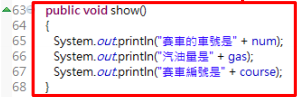 63 public void show()
64 {
65 System.out.println("賽車的車號是" + num);
66 System.out.println("汽油量是" + gas);
67 System.out.println("賽車編號是" + course);
68 }